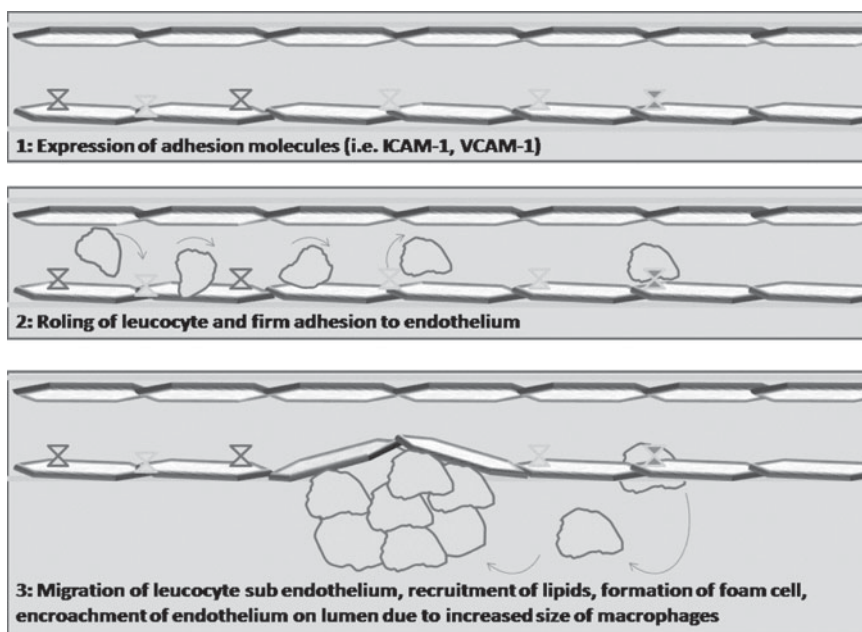 1: Expression of adhesion molecules (i.e. ICAM-1, VCAM-1)
2: Roling of leucocyte and firm adhesion to endothelium
3: Migration of leucocyte sub endothelium, recruitment of lipids, formation of foam cell,
encroachment of endothelium on lumen due to increased size of macrophages